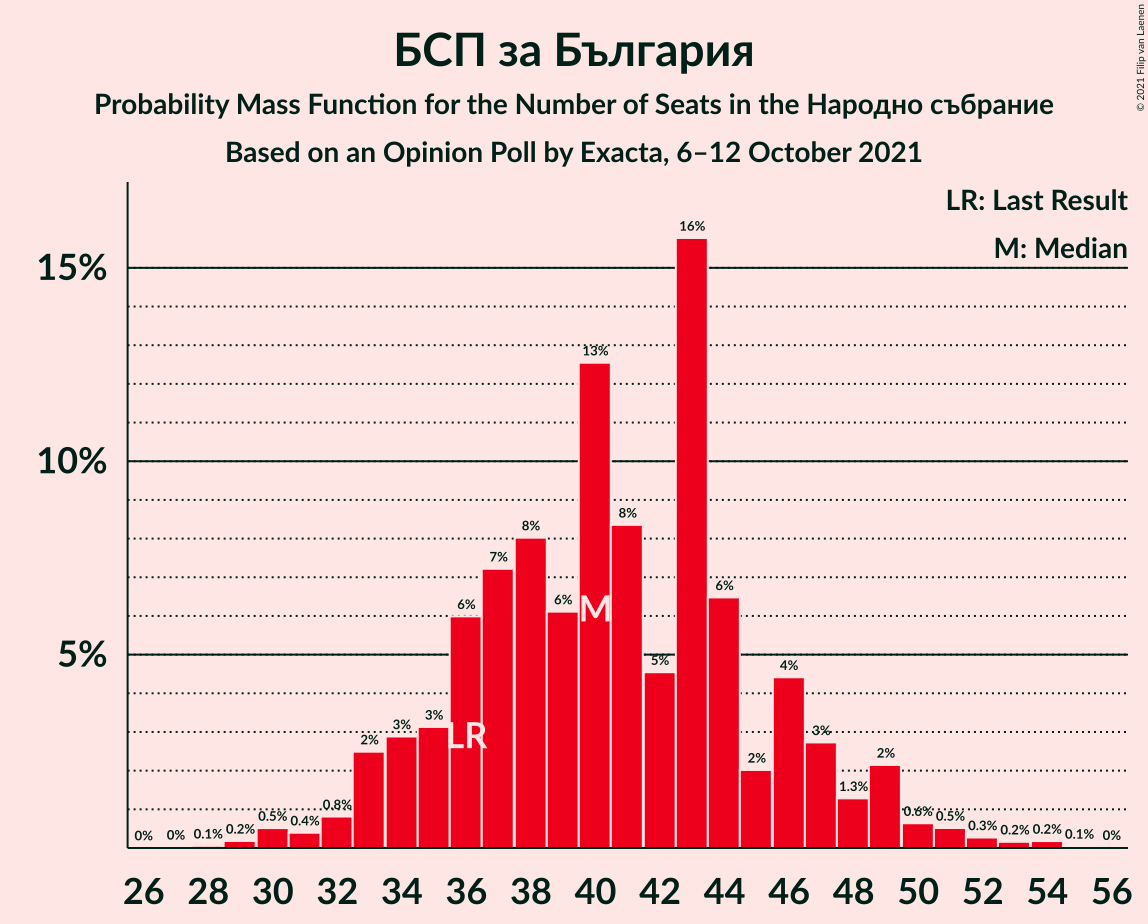 БСП за България
Probability Mass Function for the Number of Seats in the Народно събрание
Based on an Opinion Poll by Exacta, 6–12 October 2021
© 2021 Filip van Laenen
LR: Last Result
M: Median
15%
10%
5%
0% 0% 0.1% 0.2% 0.5% 0.4% 0.8% 2% 3% 3% 6% 7% 8% 6% 13% 8% 5% 16% 6% 2% 4% 3% 1.3% 2% 0.6% 0.5% 0.3% 0.2% 0.2% 0.1% 0%
LR M
26 28 30 32 34 36 38 40 42 44 46 48 50 52 54 56